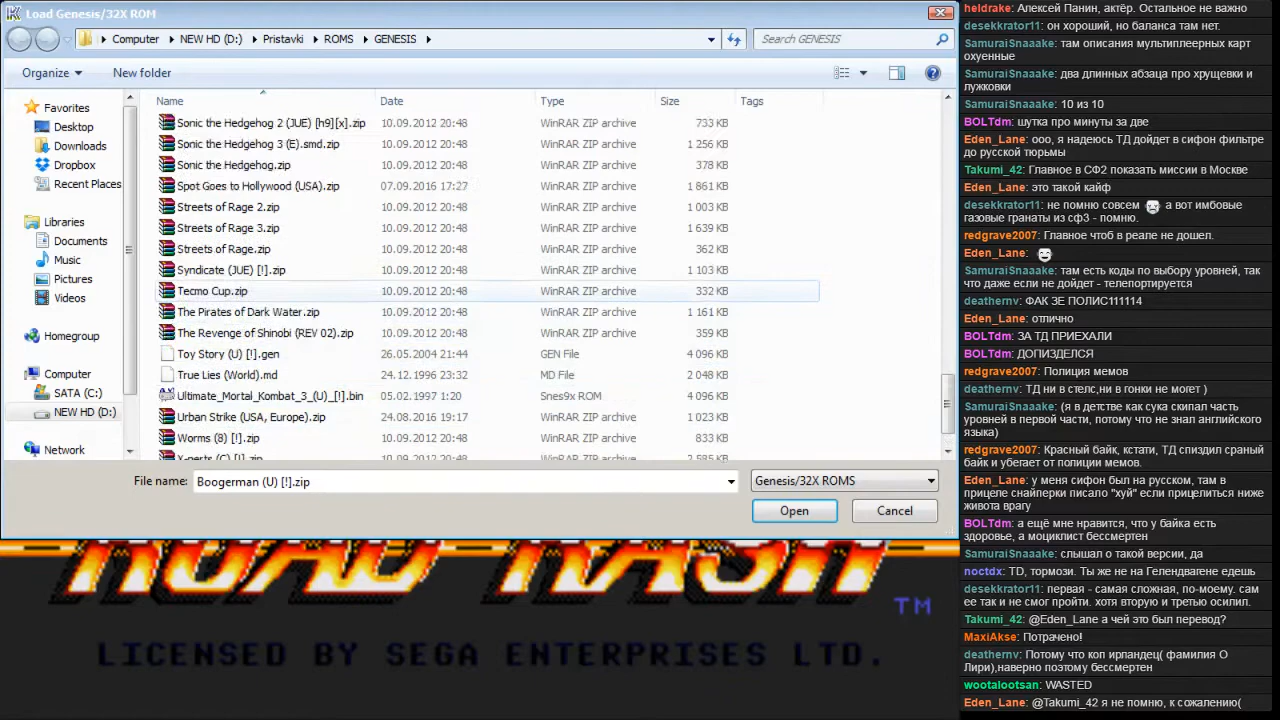 Load Genesis/32X ROM
Computer NEW HD (D:) Pristavki ROMS GENESIS
Search GENESIS
Organize New folder
Favorites
Desktop
Downloads
Dropbox
Recent Places
Libraries
Documents
Music
Pictures
Videos
Homegroup
Computer
SATA (C:)
NEW HD (D:)
Network
Name Date Type Size Tags
Sonic the Hedgehog 2 (JUE) [h9][x].zip 10.09.2012 20:48 WinRAR ZIP archive 733 KB
Sonic the Hedgehog 3 (E).smd.zip 10.09.2012 20:48 WinRAR ZIP archive 1 256 KB
Sonic the Hedgehog.zip 10.09.2012 20:48 WinRAR ZIP archive 378 KB
Spot Goes to Hollywood (USA).zip 07.09.2016 17:27 WinRAR ZIP archive 1 861 KB
Streets of Rage 2.zip 10.09.2012 20:48 WinRAR ZIP archive 1 097 KB
Streets of Rage 3.zip 10.09.2012 20:48 WinRAR ZIP archive 1 639 KB
Streets of Rage.zip 10.09.2012 20:48 WinRAR ZIP archive 362 KB
Syndicate (JUE) [!].zip 10.09.2012 20:48 WinRAR ZIP archive 1 103 KB
Tecmo Cup.zip 10.09.2012 20:48 WinRAR ZIP archive 332 KB
The Pirates of Dark Water.zip 10.09.2012 20:48 WinRAR ZIP archive 1 161 KB
The Revenge of Shinobi (REV 02).zip 10.09.2012 20:48 WinRAR ZIP archive 359 KB
Toy Story (U) [!].gen 26.05.2004 21:44 GEN File 4 096 KB
True Lies (World).md 24.12.1996 23:32 MD File 2 048 KB
Ultimate_Mortal_Kombat_3_(U)_[!].bin 05.02.1997 1:20 Snes9x ROM 4 096 KB
Urban Strike (USA, Europe).zip 24.08.2016 19:17 WinRAR ZIP archive 1 023 KB
Worms (8) [!].zip 10.09.2012 20:48 WinRAR ZIP archive 833 KB
X-perts (C) [!].zip 10.09.2012 20:48 WinRAR ZIP archive 2 585 KB
File name: Boogerman (U) [!].zip Genesis/32X ROMS
Open Cancel
ROAD RASH
TM
LICENSED BY SEGA ENTERPRISES LTD.
heldrake: Алексей Панин, актёр. Остальное не важно
desekkrator11: он хороший, но баланса там нет.
SamuraiSnaaake: там описания мультиплеерных карт
охуенные
SamuraiSnaaake: два длинных абзаца про хрущевки и
лужковки
SamuraiSnaaake: 10 из 10
BOLTdm: шутка про минуты за две
Eden_Lane: ооо, я надеюсь ТД дойдет в сифон фильтре
до русской тюрьмы
Takumi_42: Главное в СФ2 показать миссии в Москве
Eden_Lane: это такой кайф
desekkrator11: не помню совсем а вот имбовые
газовые гранаты из сф3 - помню.
redgrave2007: Главное чтоб в реале не дошел.
Eden_Lane:
SamuraiSnaaake: там есть коды по выбору уровней, так
что даже если не дойдет - телепортируется
deathernv: ФАК ЗЕ ПОЛИС111114
Eden_Lane: отлично
BOLTdm: ЗА ТД ПРИЕХАЛИ
BOLTdm: ДОПИЗДЕЛСЯ
redgrave2007: Полиция мемов
deathernv: ТД ни в стелс,ни в гонки не могет )
SamuraiSnaaake: (я в детстве как сука скипал часть
уровней в первой части, потому что не знал английского
языка)
redgrave2007: Красный байк, кстати, ТД спиздил сраный
байк и убегает от полиции мемов.
Eden_Lane: у меня сифон был на русском, там в
прицеле снайперки писало "хуй" если прицелиться ниже
живота врагу
BOLTdm: а ещё мне нравится, что у байка есть
здоровье, а моциклист бессмертен
SamuraiSnaaake: слышал о такой версии, да
noctdx: TD, тормози. Ты же не на Гелендвагене едешь
desekkrator11: первая - самая сложная, по-моему. сам
ее так и не смог пройти. хотя вторую и третью осилил.
Takumi_42: @Eden_Lane а чей это был перевод?
MaxiAkse: Потрачено!
deathernv: Потому что коп ирландец( фамилия О
Лири),наверно поэтому бессмертен
wootalootsan: WASTED
Eden_Lane: @Takumi_42 я не помню, к сожалению(